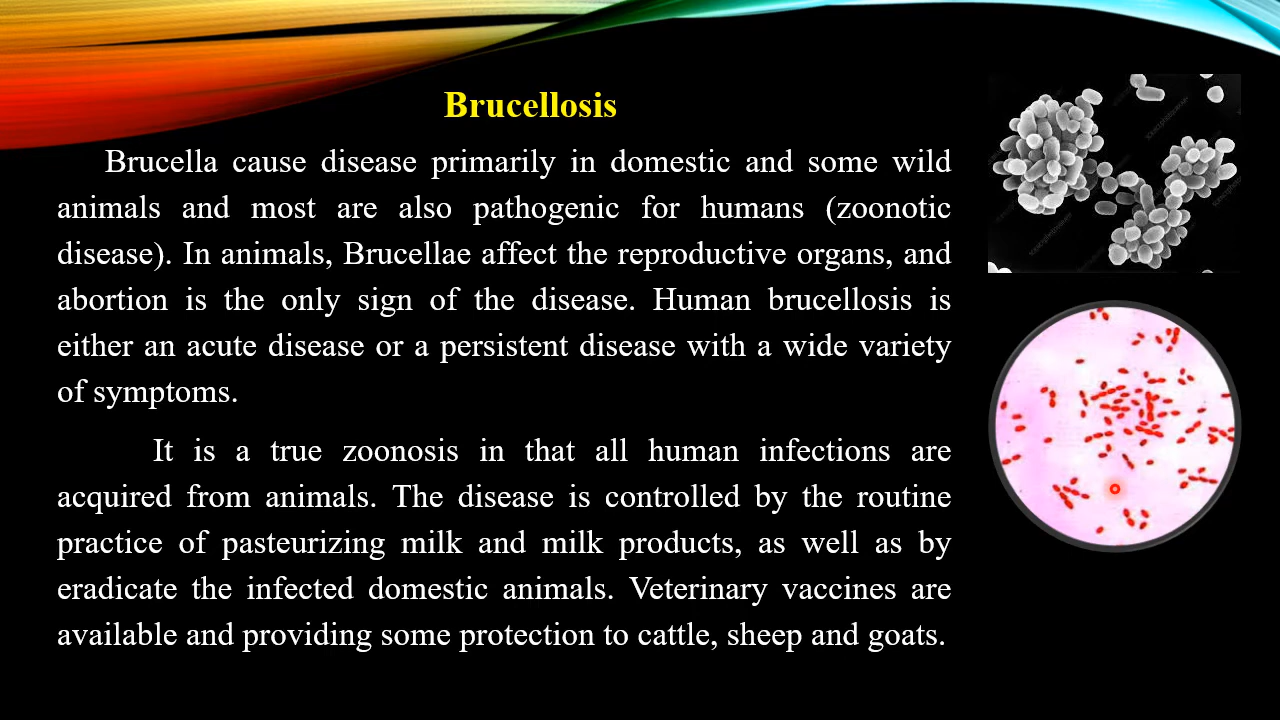 Brucellosis
Brucella cause disease primarily in domestic and some wild
animals and most are also pathogenic for humans (zoonotic
disease). In animals, Brucellae affect the reproductive organs, and
abortion is the only sign of the disease. Human brucellosis is
either an acute disease or a persistent disease with a wide variety
of symptoms.
It is a true zoonosis in that all human infections are
acquired from animals. The disease is controlled by the routine
practice of pasteurizing milk and milk products, as well as by
eradicate the infected domestic animals. Veterinary vaccines are
available and providing some protection to cattle, sheep and goats.